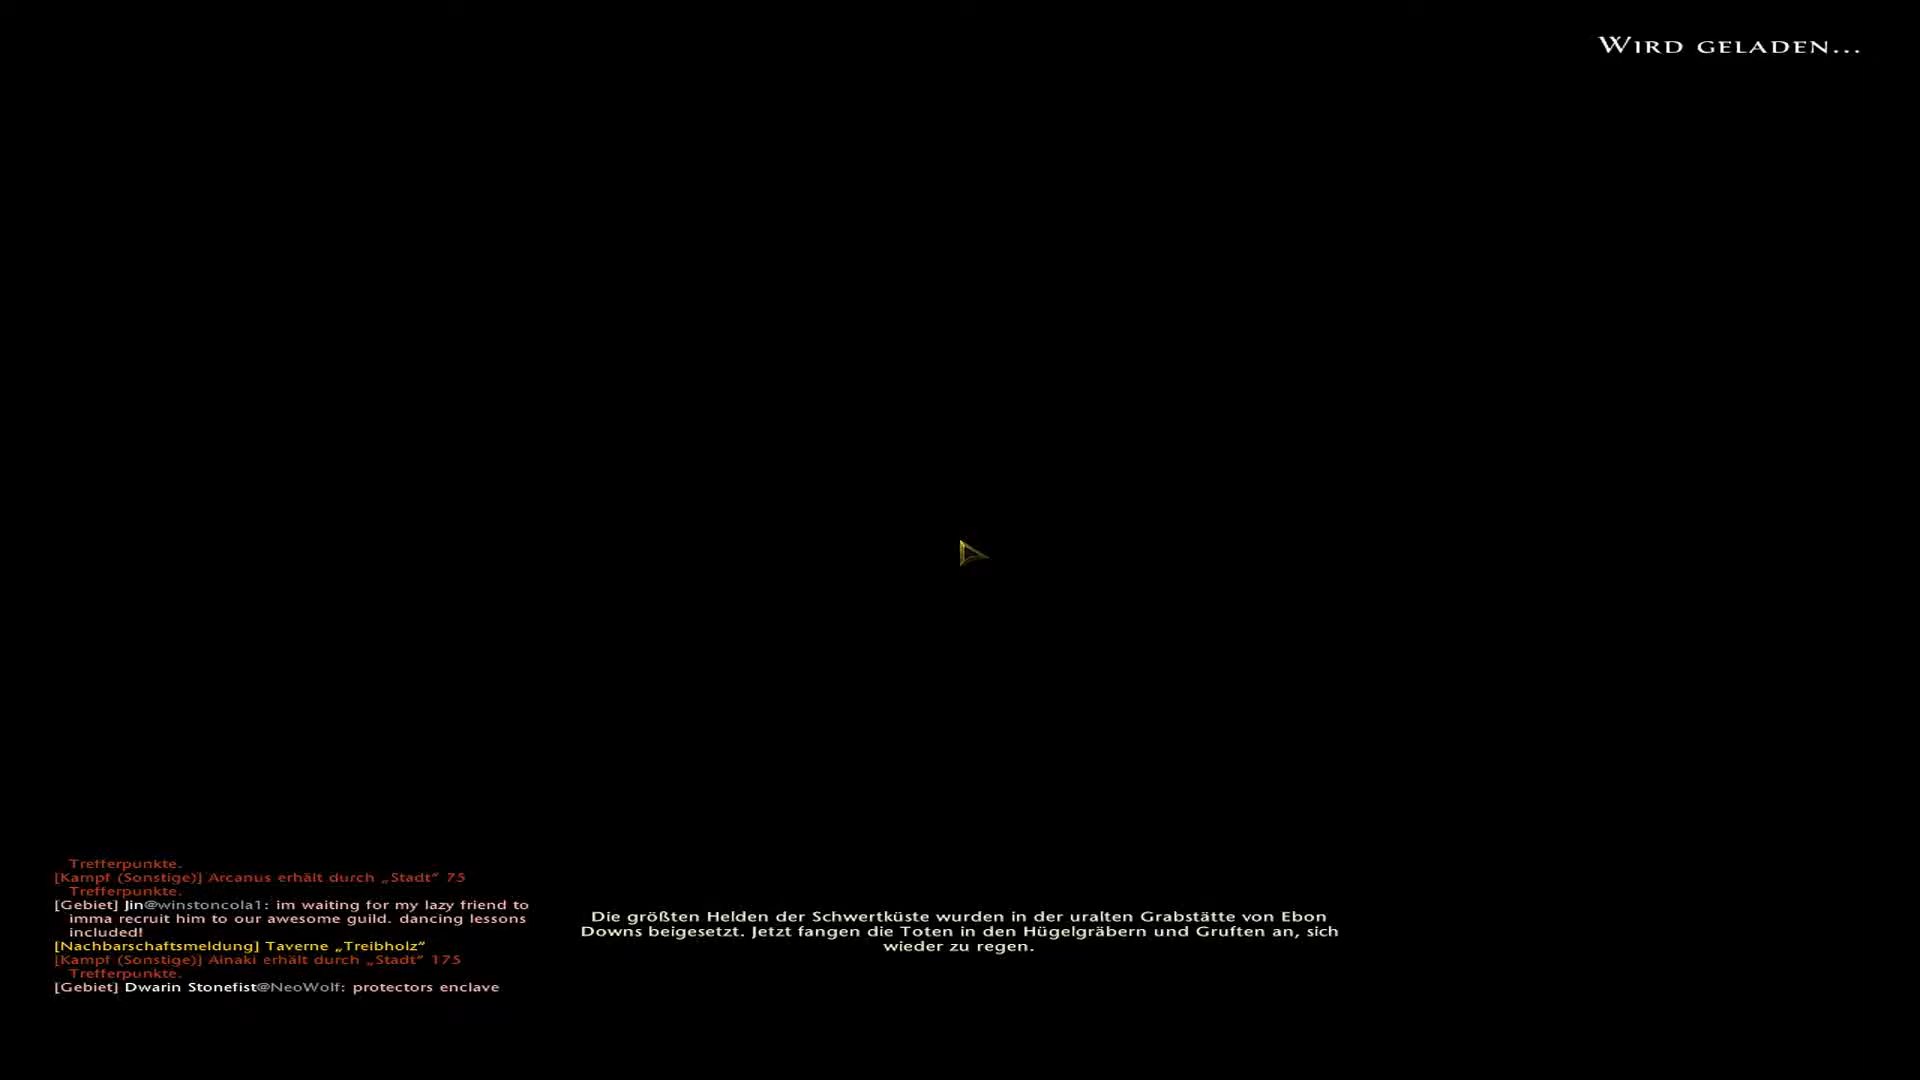 WIRD GELADEN...
Trefferpunkte.
[Kampf (Sonstige)] Arcanus erhält durch „Stadt“ 75
Trefferpunkte.
[Gebiet] Jin@winstoncola1: im waiting for my lazy friend to
imma recruit him to our awesome guild. dancing lessons
included!
[Nachbarschaftsmeldung] Taverne „Treibholz“
[Kampf (Sonstige)] Ainaki erhält durch „Stadt“ 175
Trefferpunkte.
[Gebiet] Dwarin Stonefist@NeoWolf: protectors enclave
Die größten Helden der Schwertküste wurden in der uralten Grabstätte von Ebon
Downs beigesetzt. Jetzt fangen die Toten in den Hügelgräbern und Gruften an, sich
wieder zu regen.